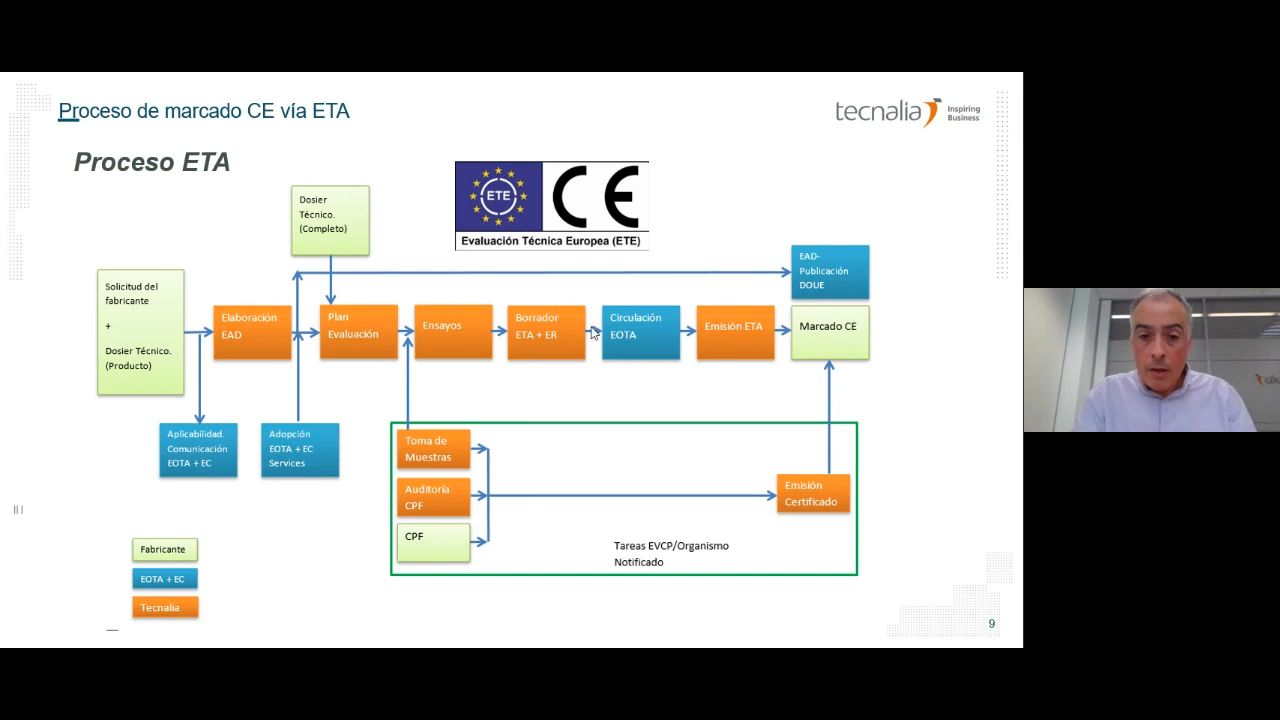 Proceso de marcado CE vía ETA
tecnalia
Inspiring
Business
Proceso ETA
ETE
CE
Evaluación Técnica Europea (ETE)
Dosier
Técnico.
(Completo)
EAD-
Publicación
DOUE
Solicitud del
fabricante
+
Dosier Técnico.
(Producto)
Elaboración
EAD
Plan
Evaluación
Ensayos
Borrador
ETA + ER
Circulación
EOTA
Emisión ETA
Marcado CE
Aplicabilidad.
Comunicación
EOTA + EC
Adopción
EOTA + EC
Services
Toma de
Muestras
Auditoría
CPF
CPF
Emisión
Certificado
Tareas EVCP/Organismo
Notificado
Fabricante
EOTA + EC
Tecnalia
9